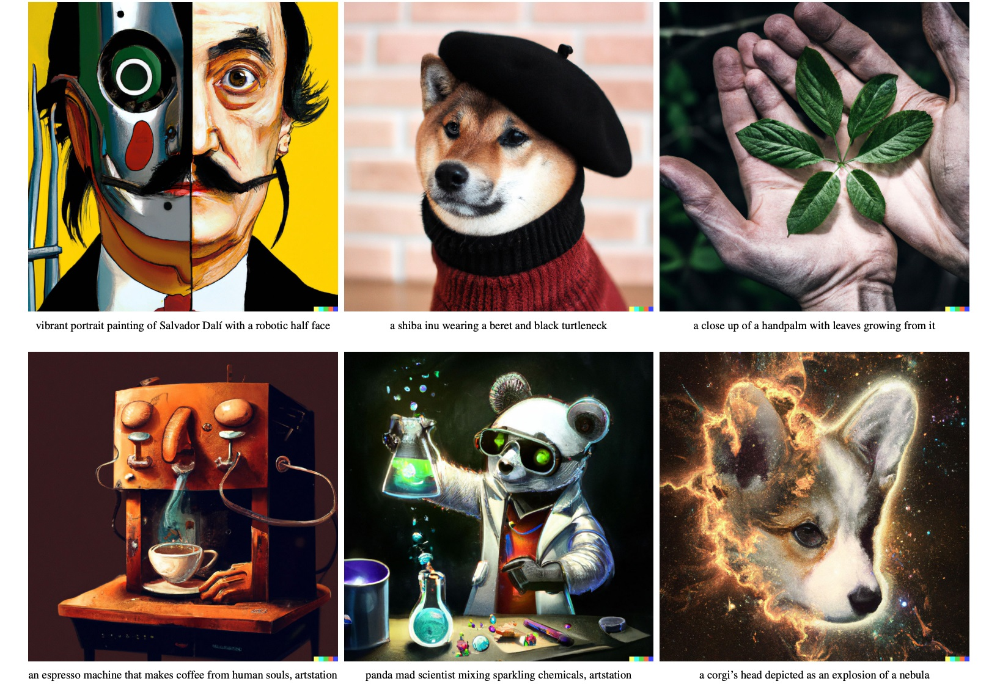 vibrant portrait painting of Salvador Dalí with a robotic half face
a shiba inu wearing a beret and black turtleneck
a close up of a handpalm with leaves growing from it
an espresso machine that makes coffee from human souls, artstation
panda mad scientist mixing sparkling chemicals, artstation
a corgi’s head depicted as an explosion of a nebula